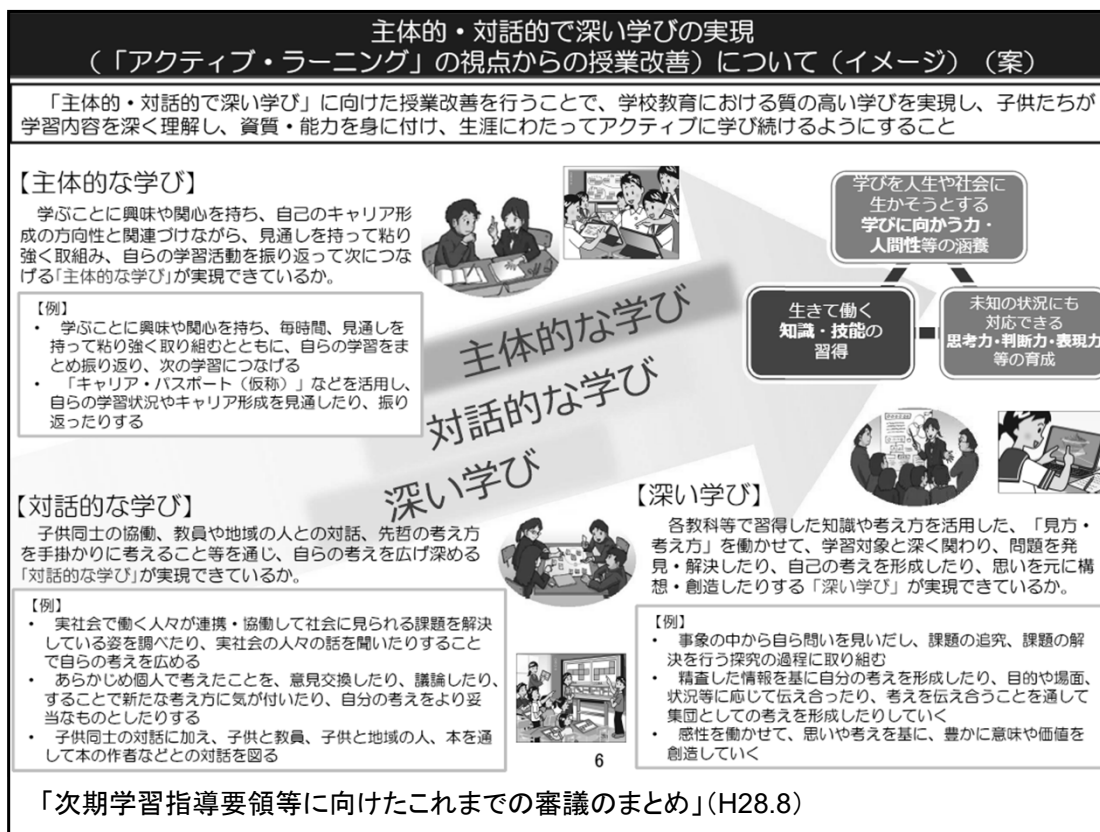 主体的・対話的で深い学びの実現
（「アクティブ・ラーニング」の視点からの授業改善）について（イメージ）（案）
「主体的・対話的で深い学び」に向けた授業改善を行うことで、学校教育における質の高い学びを実現し、子供たちが
学習内容を深く理解し、資質・能力を身に付け、生涯にわたってアクティブに学び続けるようにすること
【主体的な学び】
学ぶことに興味や関心を持ち、自己のキャリア形
成の方向性と関連づけながら、見通しを持って粘り
強く取組み、自らの学習活動を振り返って次につな
げる「主体的な学び」が実現できているか。
【例】
・ 学ぶことに興味や関心を持ち、毎時間、見通しを
持って粘り強く取り組むとともに、自らの学習をま
とめ振り返り、次の学習につなげる
・ 「キャリア・パスポート（仮称）」などを活用し、
自らの学習状況やキャリア形成を見通したり、振り
返ったりする
主体的な学び
対話的な学び
深い学び
学びを人生や社会に
生かそうとする
学びに向かう力・
人間性等の涵養
生きて働く
知識・技能の
習得
未知の状況にも
対応できる
思考力・判断力・表現力
等の育成
【対話的な学び】
子供同士の協働、教員や地域の人との対話、先哲の考え方
を手掛かりに考えること等を通じ、自らの考えを広げ深める
「対話的な学び」が実現できているか。
【例】
・ 実社会で働く人々が連携・協働して社会に見られる課題を解決
している姿を調べたり、実社会の人々の話を聞いたりすること
で自らの考えを広める
・ あらかじめ個人で考えたことを、意見交換したり、議論したり、
することで新たな考え方に気が付いたり、自分の考えをより妥
当なものとしたりする
・ 子供同士の対話に加え、子供と教員、子供と地域の人、本を通
して本の作者などとの対話を図る
【深い学び】
各教科等で習得した知識や考え方を活用した、「見方・
考え方」を働かせて、学習対象と深く関わり、問題を発
見・解決したり、自己の考えを形成したり、思いを元に構
想・創造したりする「深い学び」が実現できているか。
【例】
・ 事象の中から自ら問いを見いだし、課題の追究、課題の解
決を行う探究の過程に取り組む
・ 精査した情報を基に自分の考えを形成したり、目的や場面、
状況等に応じて伝え合ったり、考えを伝え合うことを通して
集団としての考えを形成したりしていく
・ 感性を働かせて、思いや考えを基に、豊かに意味や価値を
創造していく
6
「次期学習指導要領等に向けたこれまでの審議のまとめ」（H28.8）